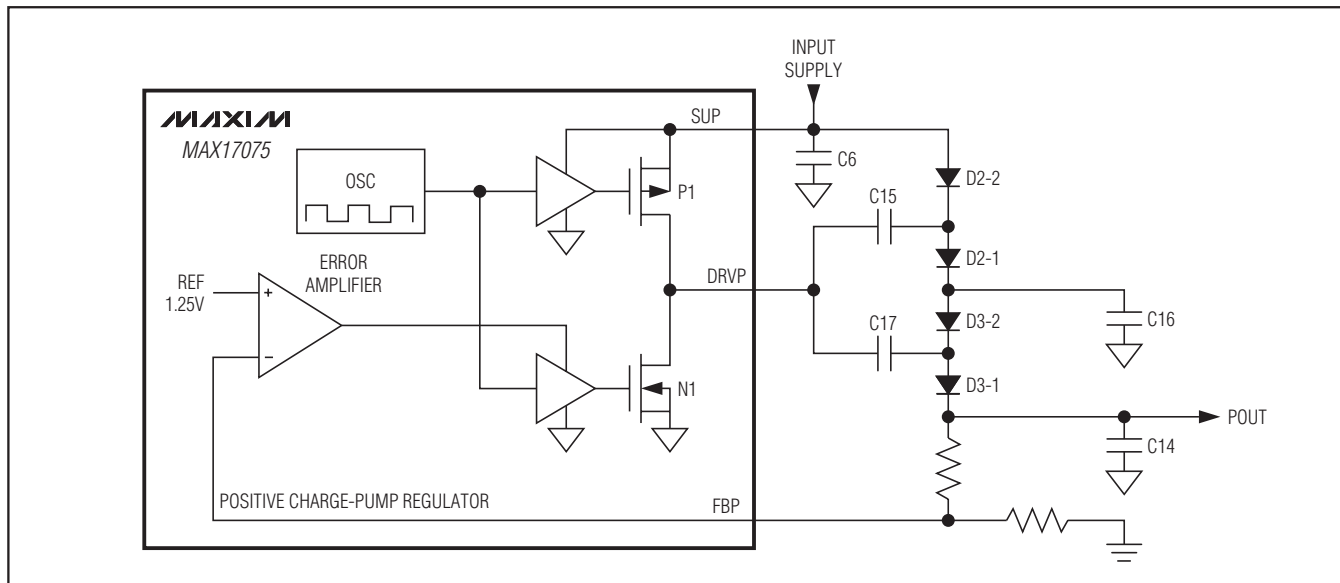 INPUT
SUPPLY
MAXIM
MAX17075
SUP
C6
OSC
P1
D2-2
C15
D2-1
ERROR
AMPLIFIER
REF
1.25V
+
−
DRVP
C17
D3-2
C16
N1
D3-1
POUT
C14
POSITIVE CHARGE-PUMP REGULATOR
FBP